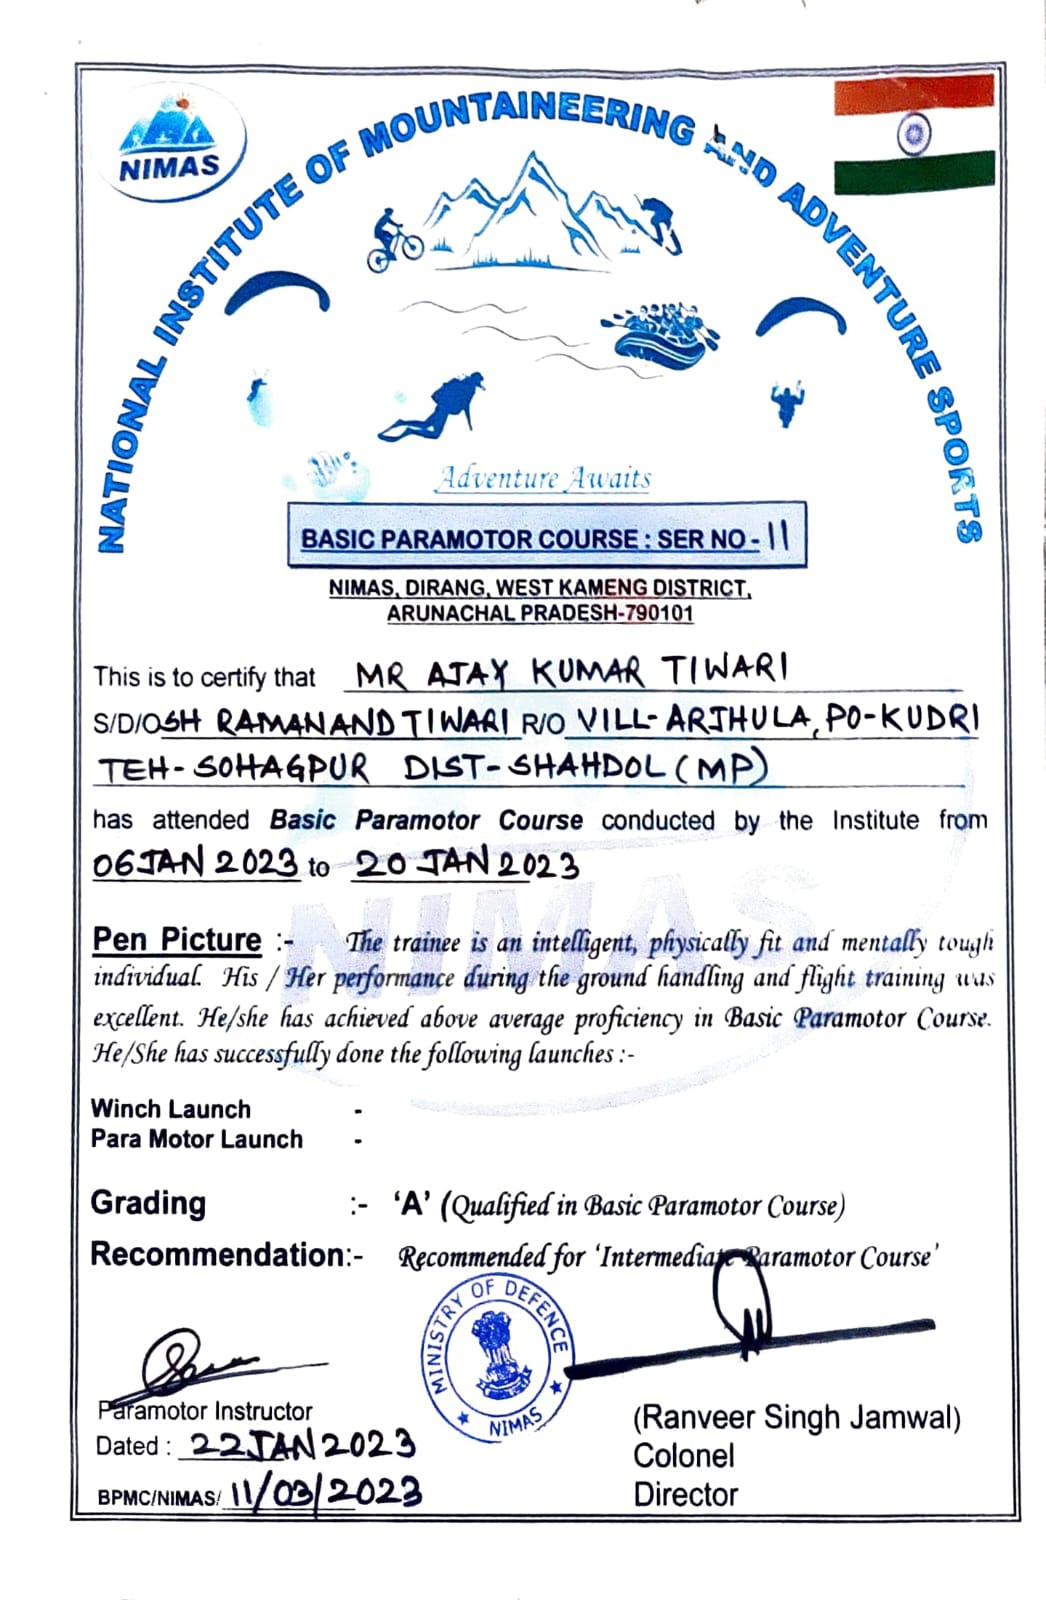 NIMAS
NATIONAL INSTITUTE OF MOUNTAINEERING AND ADVENTURE SPORTS
Adventure Awaits
BASIC PARAMOTOR COURSE : SER NO - 11
NIMAS, DIRANG, WEST KAMENG DISTRICT,
ARUNACHAL PRADESH-790101
This is to certify that MR AJAY KUMAR TIWARI
S/D/O SH RAMANAND TIWARI R/O VILL- ARJHULA, PO-KUDRI
TEH- SOHAGPUR DIST- SHAHDOL (MP)
has attended Basic Paramotor Course conducted by the Institute from
06 JAN 2023 to 20 JAN 2023
NIMAS
Pen Picture :- The trainee is an intelligent, physically fit and mentally tough
individual. His / Her performance during the ground handling and flight training was
excellent. He/she has achieved above average proficiency in Basic Paramotor Course.
He/She has successfully done the following launches :-
Winch Launch -
Para Motor Launch -
Grading :- 'A' (Qualified in Basic Paramotor Course)
Recommendation:- Recommended for 'Intermediate Paramotor Course'
MINISTRY OF DEFENCE
NIMAS
Paramotor Instructor
Dated : 22 JAN 2023
BPMC/NIMAS/ 11/03/2023
(Ranveer Singh Jamwal)
Colonel
Director